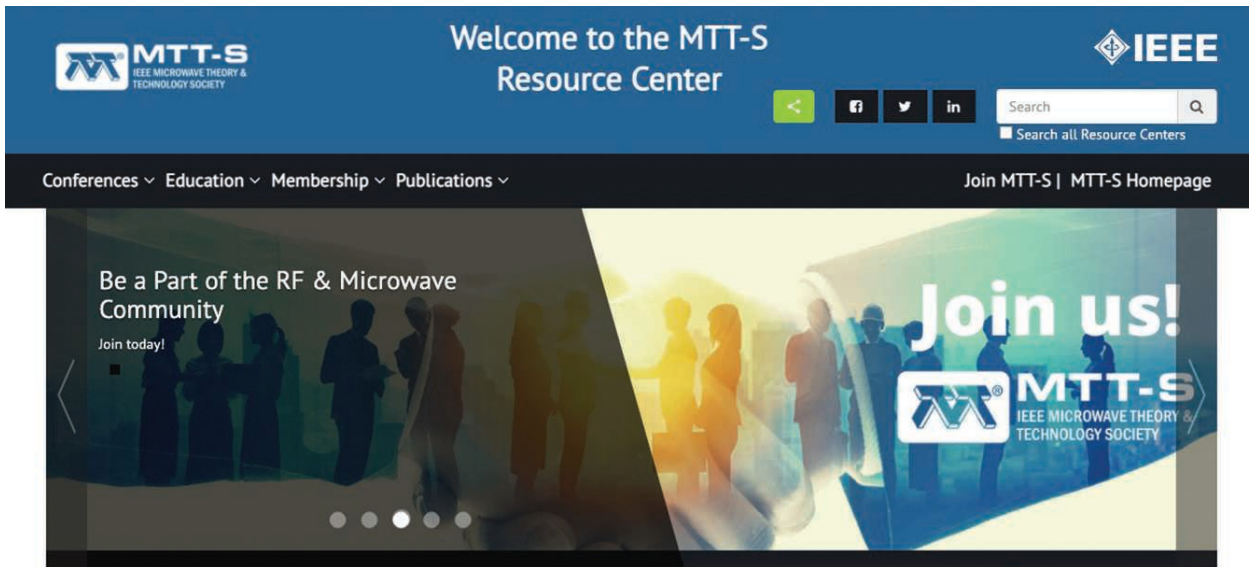 MTT-S
IEEE MICROWAVE THEORY &
TECHNOLOGY SOCIETY
Welcome to the MTT-S
Resource Center
IEEE
f
in
Search
Search all Resource Centers
Conferences Education Membership Publications
Join MTT-S | MTT-S Homepage
Be a Part of the RF & Microwave
Community
Join today!
Join us!
MTT-S
IEEE MICROWAVE THEORY &
TECHNOLOGY SOCIETY